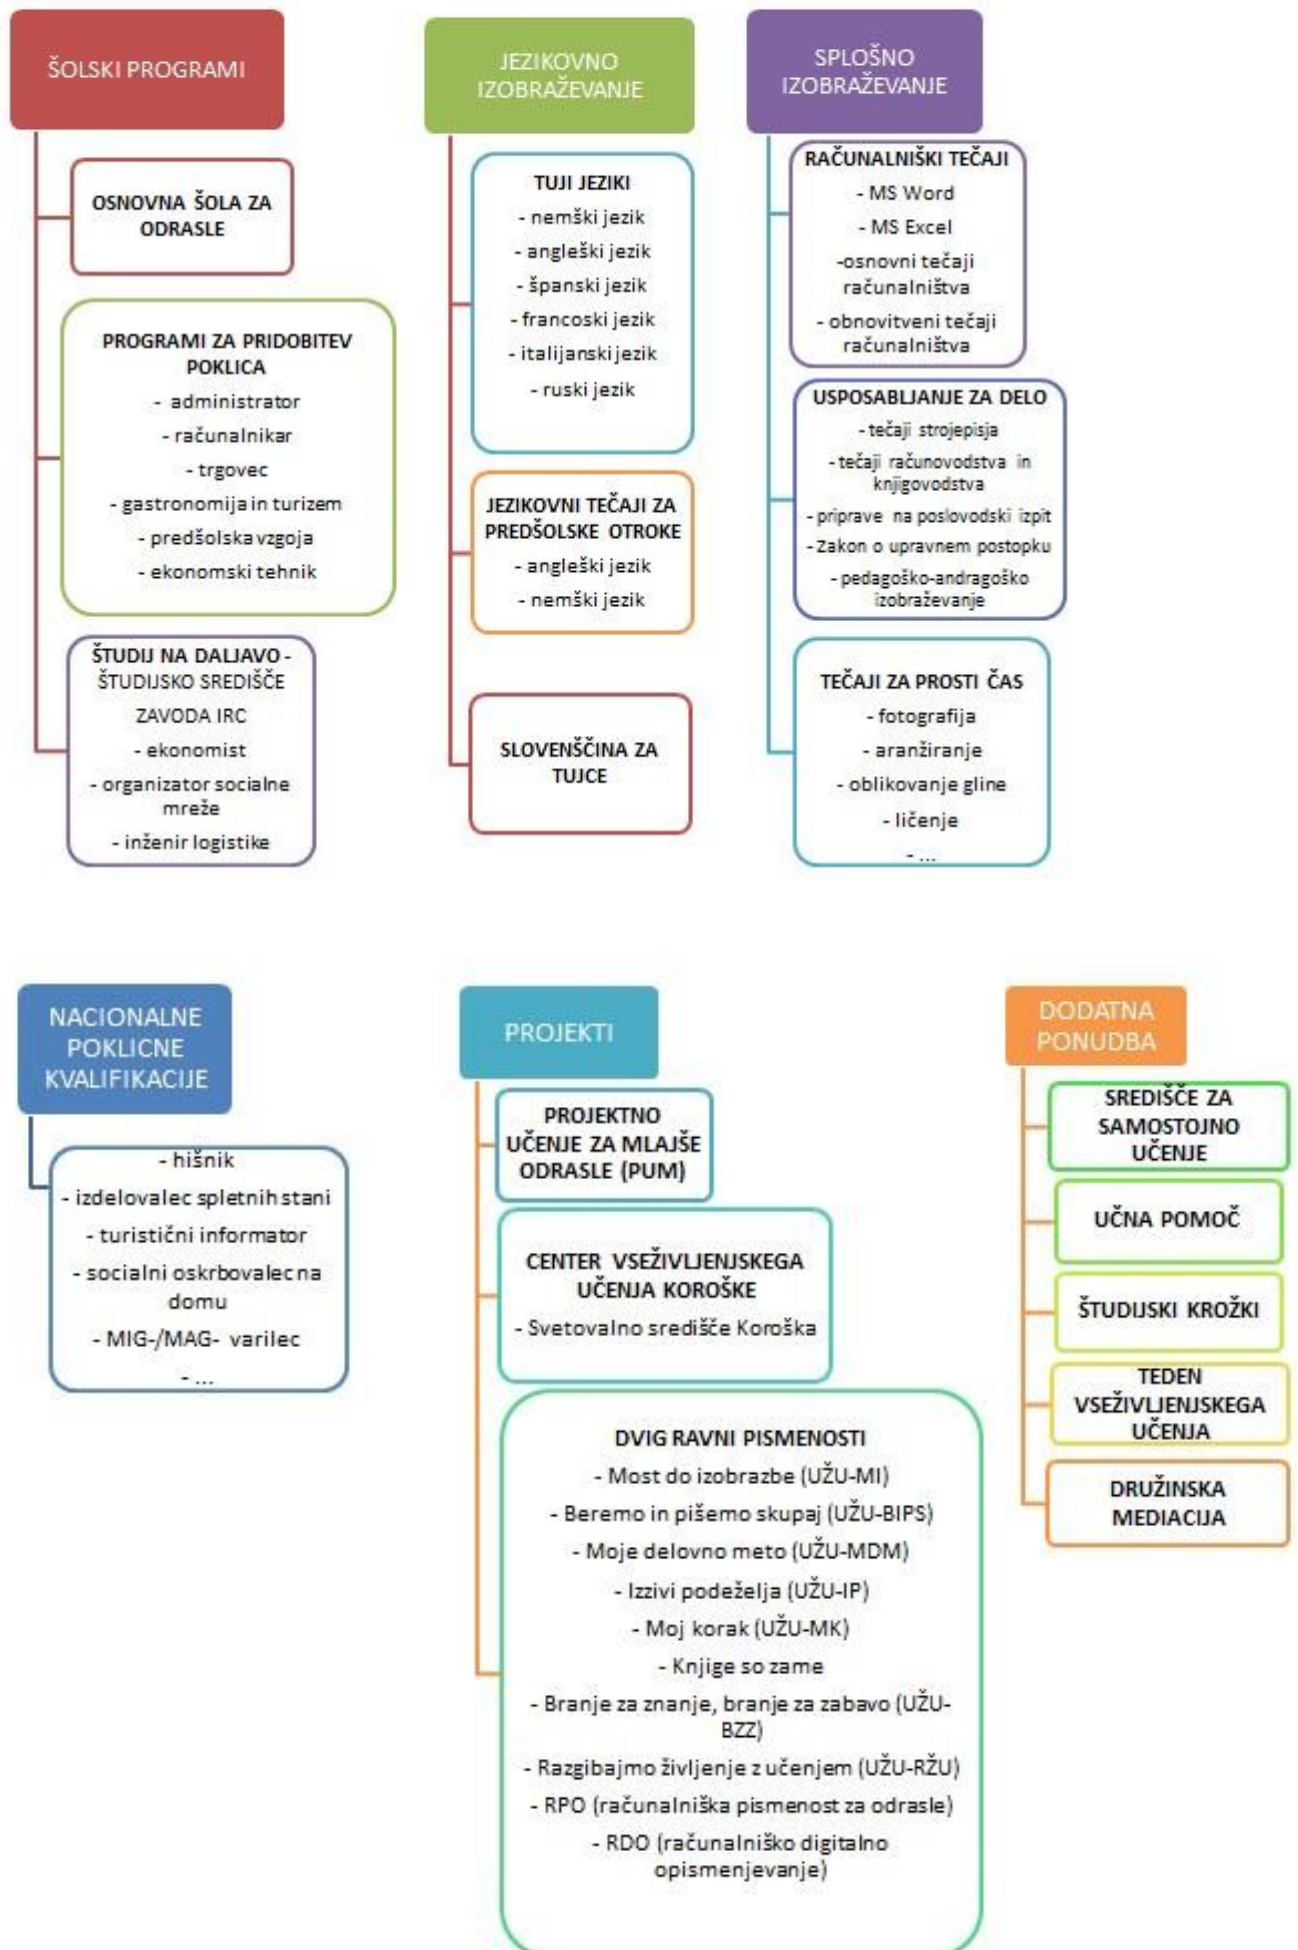 ŠOLSKI PROGRAMI
OSNOVNA ŠOLA ZA
ODRASLE
PROGRAMI ZA PRIDOBITEV
POKLICA
- administrator
- računalnikar
- trgovec
- gastronomija in turizem
- predšolska vzgoja
- ekonomski tehnik
ŠTUDIJ NA DALJAVO -
ŠTUDIJSKO SREDIŠČE
ZAVODA IRC
- ekonomist
- organizator socialne
mreže
- inženir logistike
JEZIKOVNO
IZOBRAŽEVANJE
TUJI JEZIKI
- nemški jezik
- angleški jezik
- španski jezik
- francoski jezik
- italijanski jezik
- ruski jezik
JEZIKOVNI TEČAJI ZA
PREDŠOLSKE OTROKE
- angleški jezik
- nemški jezik
SLOVENŠČINA ZA
TUJCE
SPLOŠNO
IZOBRAŽEVANJE
RAČUNALNIŠKI TEČAJI
- MS Word
- MS Excel
-osnovni tečaji
računalništva
- obnovitveni tečaji
računalništva
USPOSABLJANJE ZA DELO
- tečaji strojepisja
- tečaji računovodstva in
knjigovodstva
- priprave na poslovodski izpit
- Zakon o upravnem postopku
- pedagoško-andragoško
izobraževanje
TEČAJI ZA PROSTI ČAS
- fotografija
- aranžiranje
- oblikovanje gline
- ličenje
- ...
NACIONALNE
POKLICNE
KVALIFIKACIJE
- hišnik
- izdelovalec spletnih stani
- turistični informator
- socialni oskrbovalec na
domu
- MIG-/MAG- varilec
- ...
PROJEKTI
PROJEKTNO
UČENJE ZA MLAJŠE
ODRASLE (PUM)
CENTER VSEŽIVLJENJSKEGA
UČENJA KOROŠKE
- Svetovalno središče Koroška
DVIG RAVNI PISMENOSTI
- Most do izobrazbe (UŽU-MI)
- Beremo in pišemo skupaj (UŽU-BIPS)
- Moje delovno meto (UŽU-MDM)
- Izzivi podeželja (UŽU-IP)
- Moj korak (UŽU-MK)
- Knjige so zame
- Branje za znanje, branje za zabavo (UŽU-
BZZ)
- Razgibajmo življenje z učenjem (UŽU-RŽU)
- RPO (računalniška pismenost za odrasle)
- RDO (računalniško digitalno
opismenjevanje)
DODATNA
PONUDBA
SREDIŠČE ZA
SAMOSTOJNO
UČENJE
UČNA POMOČ
ŠTUDIJSKI KROŽKI
TEDEN
VSEŽIVLJENJSKEGA
UČENJA
DRUŽINSKA
MEDIACIJA